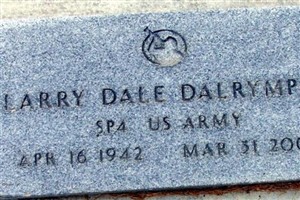 LARRY DALE DALRYMP
SP4 US ARMY
APR 16 1942 MAR 31 200